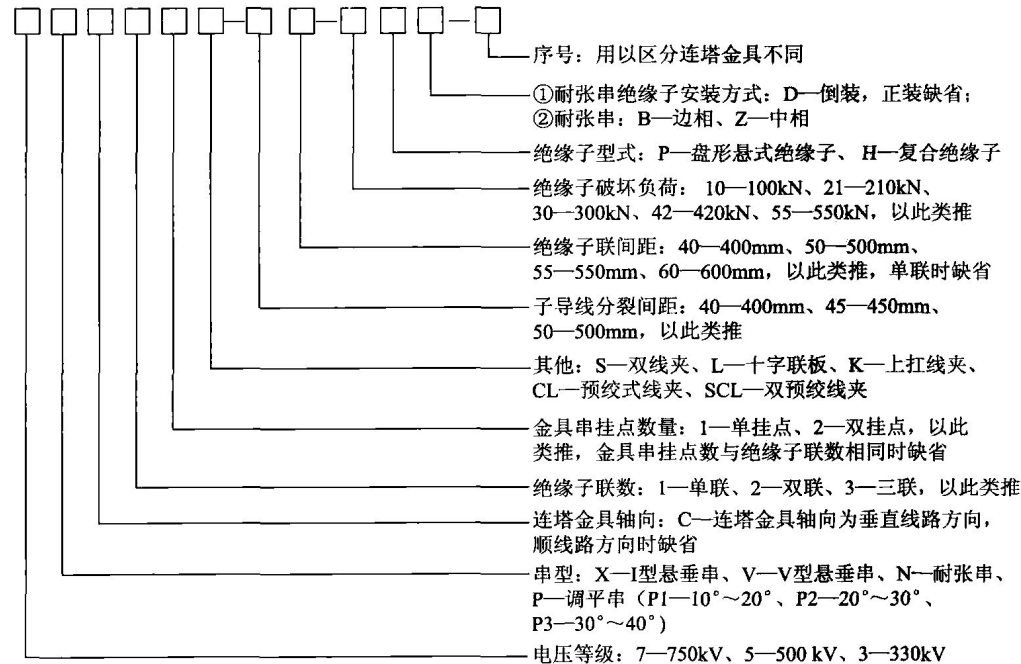 序号：用以区分连塔金具不同
①耐张串绝缘子安装方式：D—倒装，正装缺省；
②耐张串：B—边相、Z—中相
绝缘子型式：P—盘形悬式绝缘子、H—复合绝缘子
绝缘子破坏负荷：10—100kN、21—210kN、
30—300kN、42—420kN、55—550kN，以此类推
绝缘子联间距：40—400mm、50—500mm、
55—550mm、60—600mm，以此类推，单联时缺省
子导线分裂间距：40—400mm、45—450mm、
50—500mm，以此类推
其他：S—双线夹、L—十字联板、K—上扛线夹、
CL—预绞式线夹、SCL—双预绞线夹
金具串挂点数量：1—单挂点、2—双挂点，以此
类推，金具串挂点数与绝缘子联数相同时缺省
绝缘子联数：1—单联、2—双联、3—三联，以此类推
连塔金具轴向：C—连塔金具轴向为垂直线路方向，
顺线路方向时缺省
串型：X—I型悬垂串、V—V型悬垂串、N—耐张串、
P—调平串（P1—10°～20°、P2—20°～30°、
P3—30°～40°）
电压等级：7—750kV、5—500 kV、3—330kV